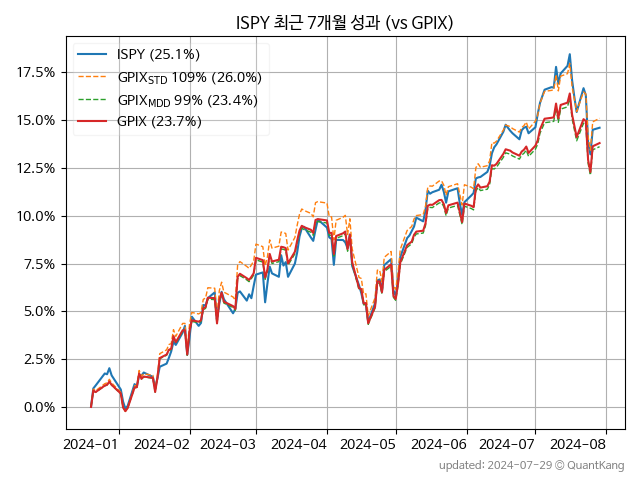 ISPY 최근 7개월 성과 (vs GPIX)
ISPY (25.1%)
GPIX_STD 109% (26.0%)
GPIX_MDD 99% (23.4%)
GPIX (23.7%)
17.5%
15.0%
12.5%
10.0%
7.5%
5.0%
2.5%
0.0%
2024-01 2024-02 2024-03 2024-04 2024-05 2024-06 2024-07 2024-08
updated: 2024-07-29 © QuantKang